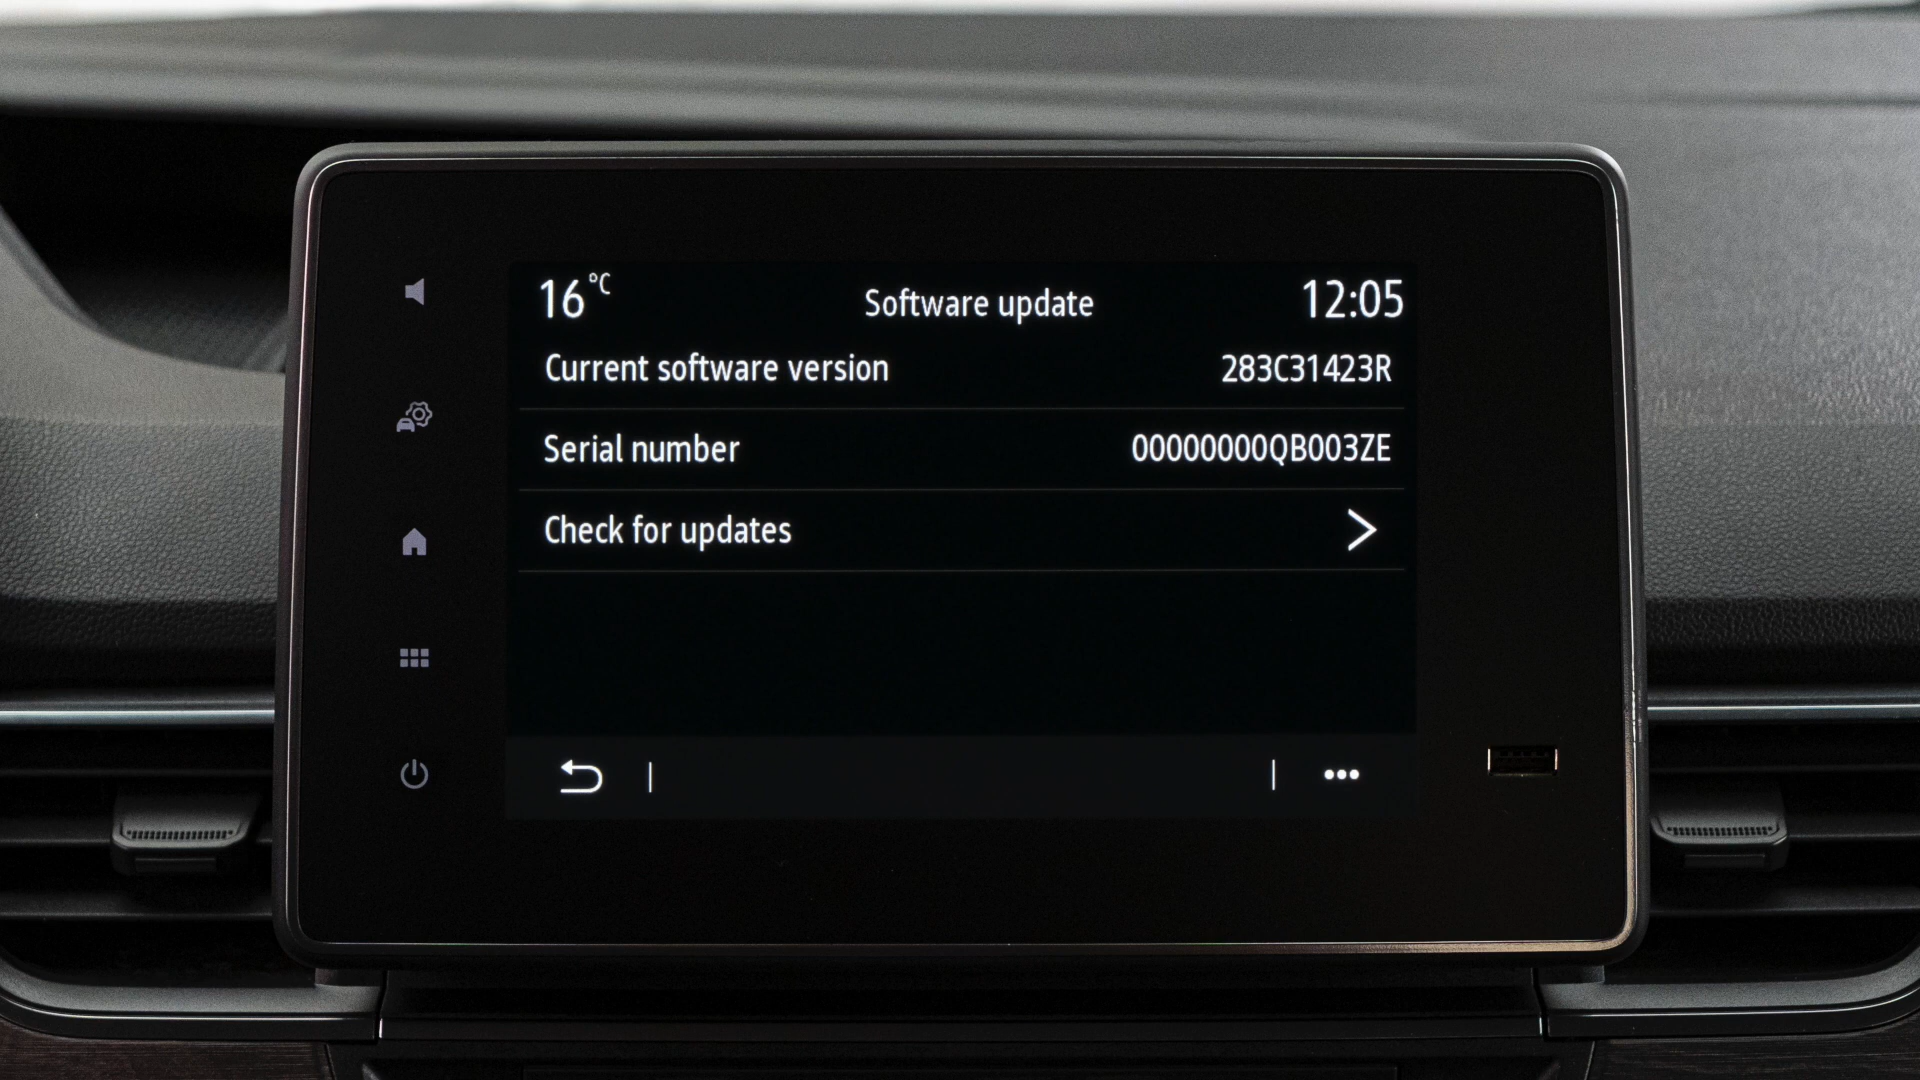 16 °C Software update 12:05
Current software version 283C31423R
Serial number 00000000QB003ZE
Check for updates